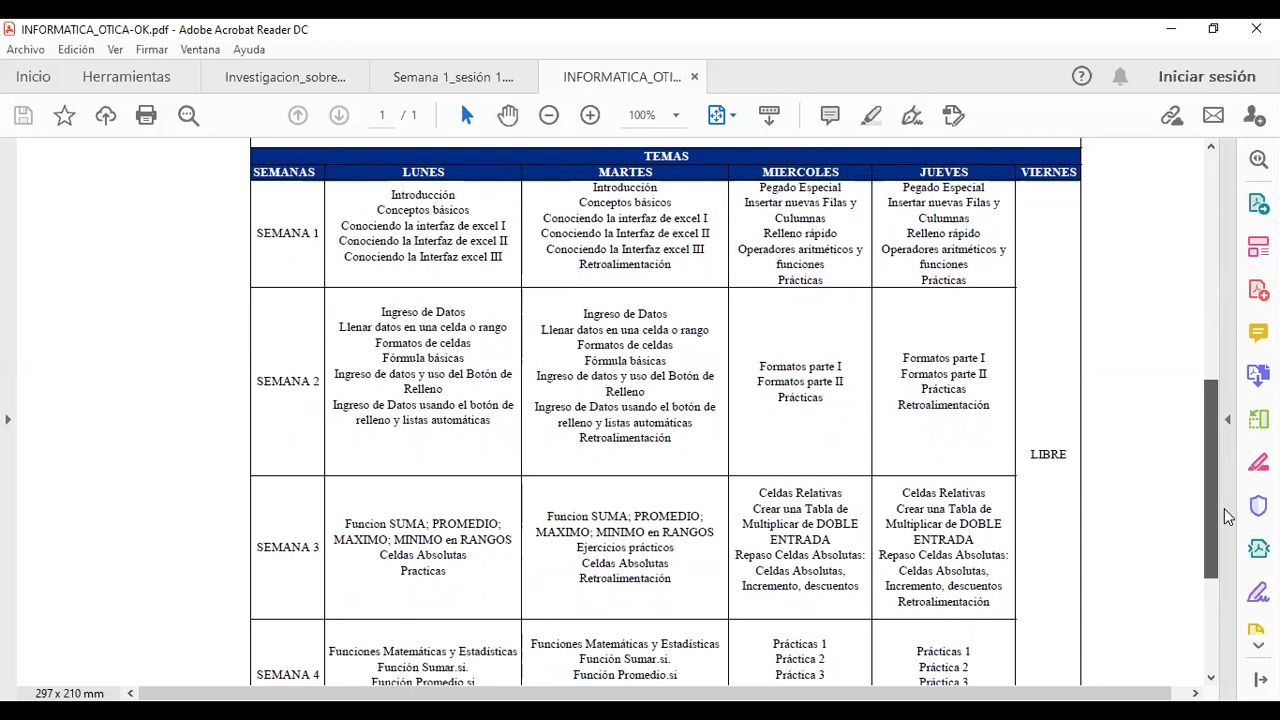 INFORMATICA_OTICA-OK.pdf - Adobe Acrobat Reader DC
Archivo Edición Ver Firmar Ventana Ayuda
Inicio Herramientas Investigacion_sobre... Semana 1_sesión 1.... INFORMATICA_OTI... Iniciar sesión
1 / 1 100%
TEMAS
SEMANAS LUNES MARTES MIERCOLES JUEVES VIERNES
SEMANA 1
Introducción
Conceptos básicos
Conociendo la interfaz de excel I
Conociendo la Interfaz de excel II
Conociendo la Interfaz excel III
Introducción
Conceptos básicos
Conociendo la interfaz de excel I
Conociendo la Interfaz de excel II
Conociendo la Interfaz excel III
Retroalimentación
Pegado Especial
Insertar nuevas Filas y
Culumnas
Relleno rápido
Operadores aritméticos y
funciones
Prácticas
Pegado Especial
Insertar nuevas Filas y
Culumnas
Relleno rápido
Operadores aritméticos y
funciones
Prácticas
SEMANA 2
Ingreso de Datos
Llenar datos en una celda o rango
Formatos de celdas
Fórmula básicas
Ingreso de datos y uso del Botón de
Relleno
Ingreso de Datos usando el botón de
relleno y listas automáticas
Ingreso de Datos
Llenar datos en una celda o rango
Formatos de celdas
Fórmula básicas
Ingreso de datos y uso del Botón de
Relleno
Ingreso de Datos usando el botón de
relleno y listas automáticas
Retroalimentación
Formatos parte I
Formatos parte II
Prácticas
Formatos parte I
Formatos parte II
Prácticas
Retroalimentación
LIBRE
SEMANA 3
Funcion SUMA; PROMEDIO;
MAXIMO; MINIMO en RANGOS
Celdas Absolutas
Practicas
Funcion SUMA; PROMEDIO;
MAXIMO; MINIMO en RANGOS
Ejercicios prácticos
Celdas Absolutas
Retroalimentación
Celdas Relativas
Crear una Tabla de
Multiplicar de DOBLE
ENTRADA
Repaso Celdas Absolutas:
Celdas Absolutas,
Incremento, descuentos
Celdas Relativas
Crear una Tabla de
Multiplicar de DOBLE
ENTRADA
Repaso Celdas Absolutas:
Celdas Absolutas,
Incremento, descuentos
Retroalimentación
SEMANA 4
Funciones Matemáticas y Estadísticas
Función Sumar.si.
Función Promedio.si
Funciones Matemáticas y Estadísticas
Función Sumar.si.
Función Promedio.si
Prácticas 1
Práctica 2
Práctica 3
Prácticas 1
Práctica 2
Práctica 3
297 x 210 mm